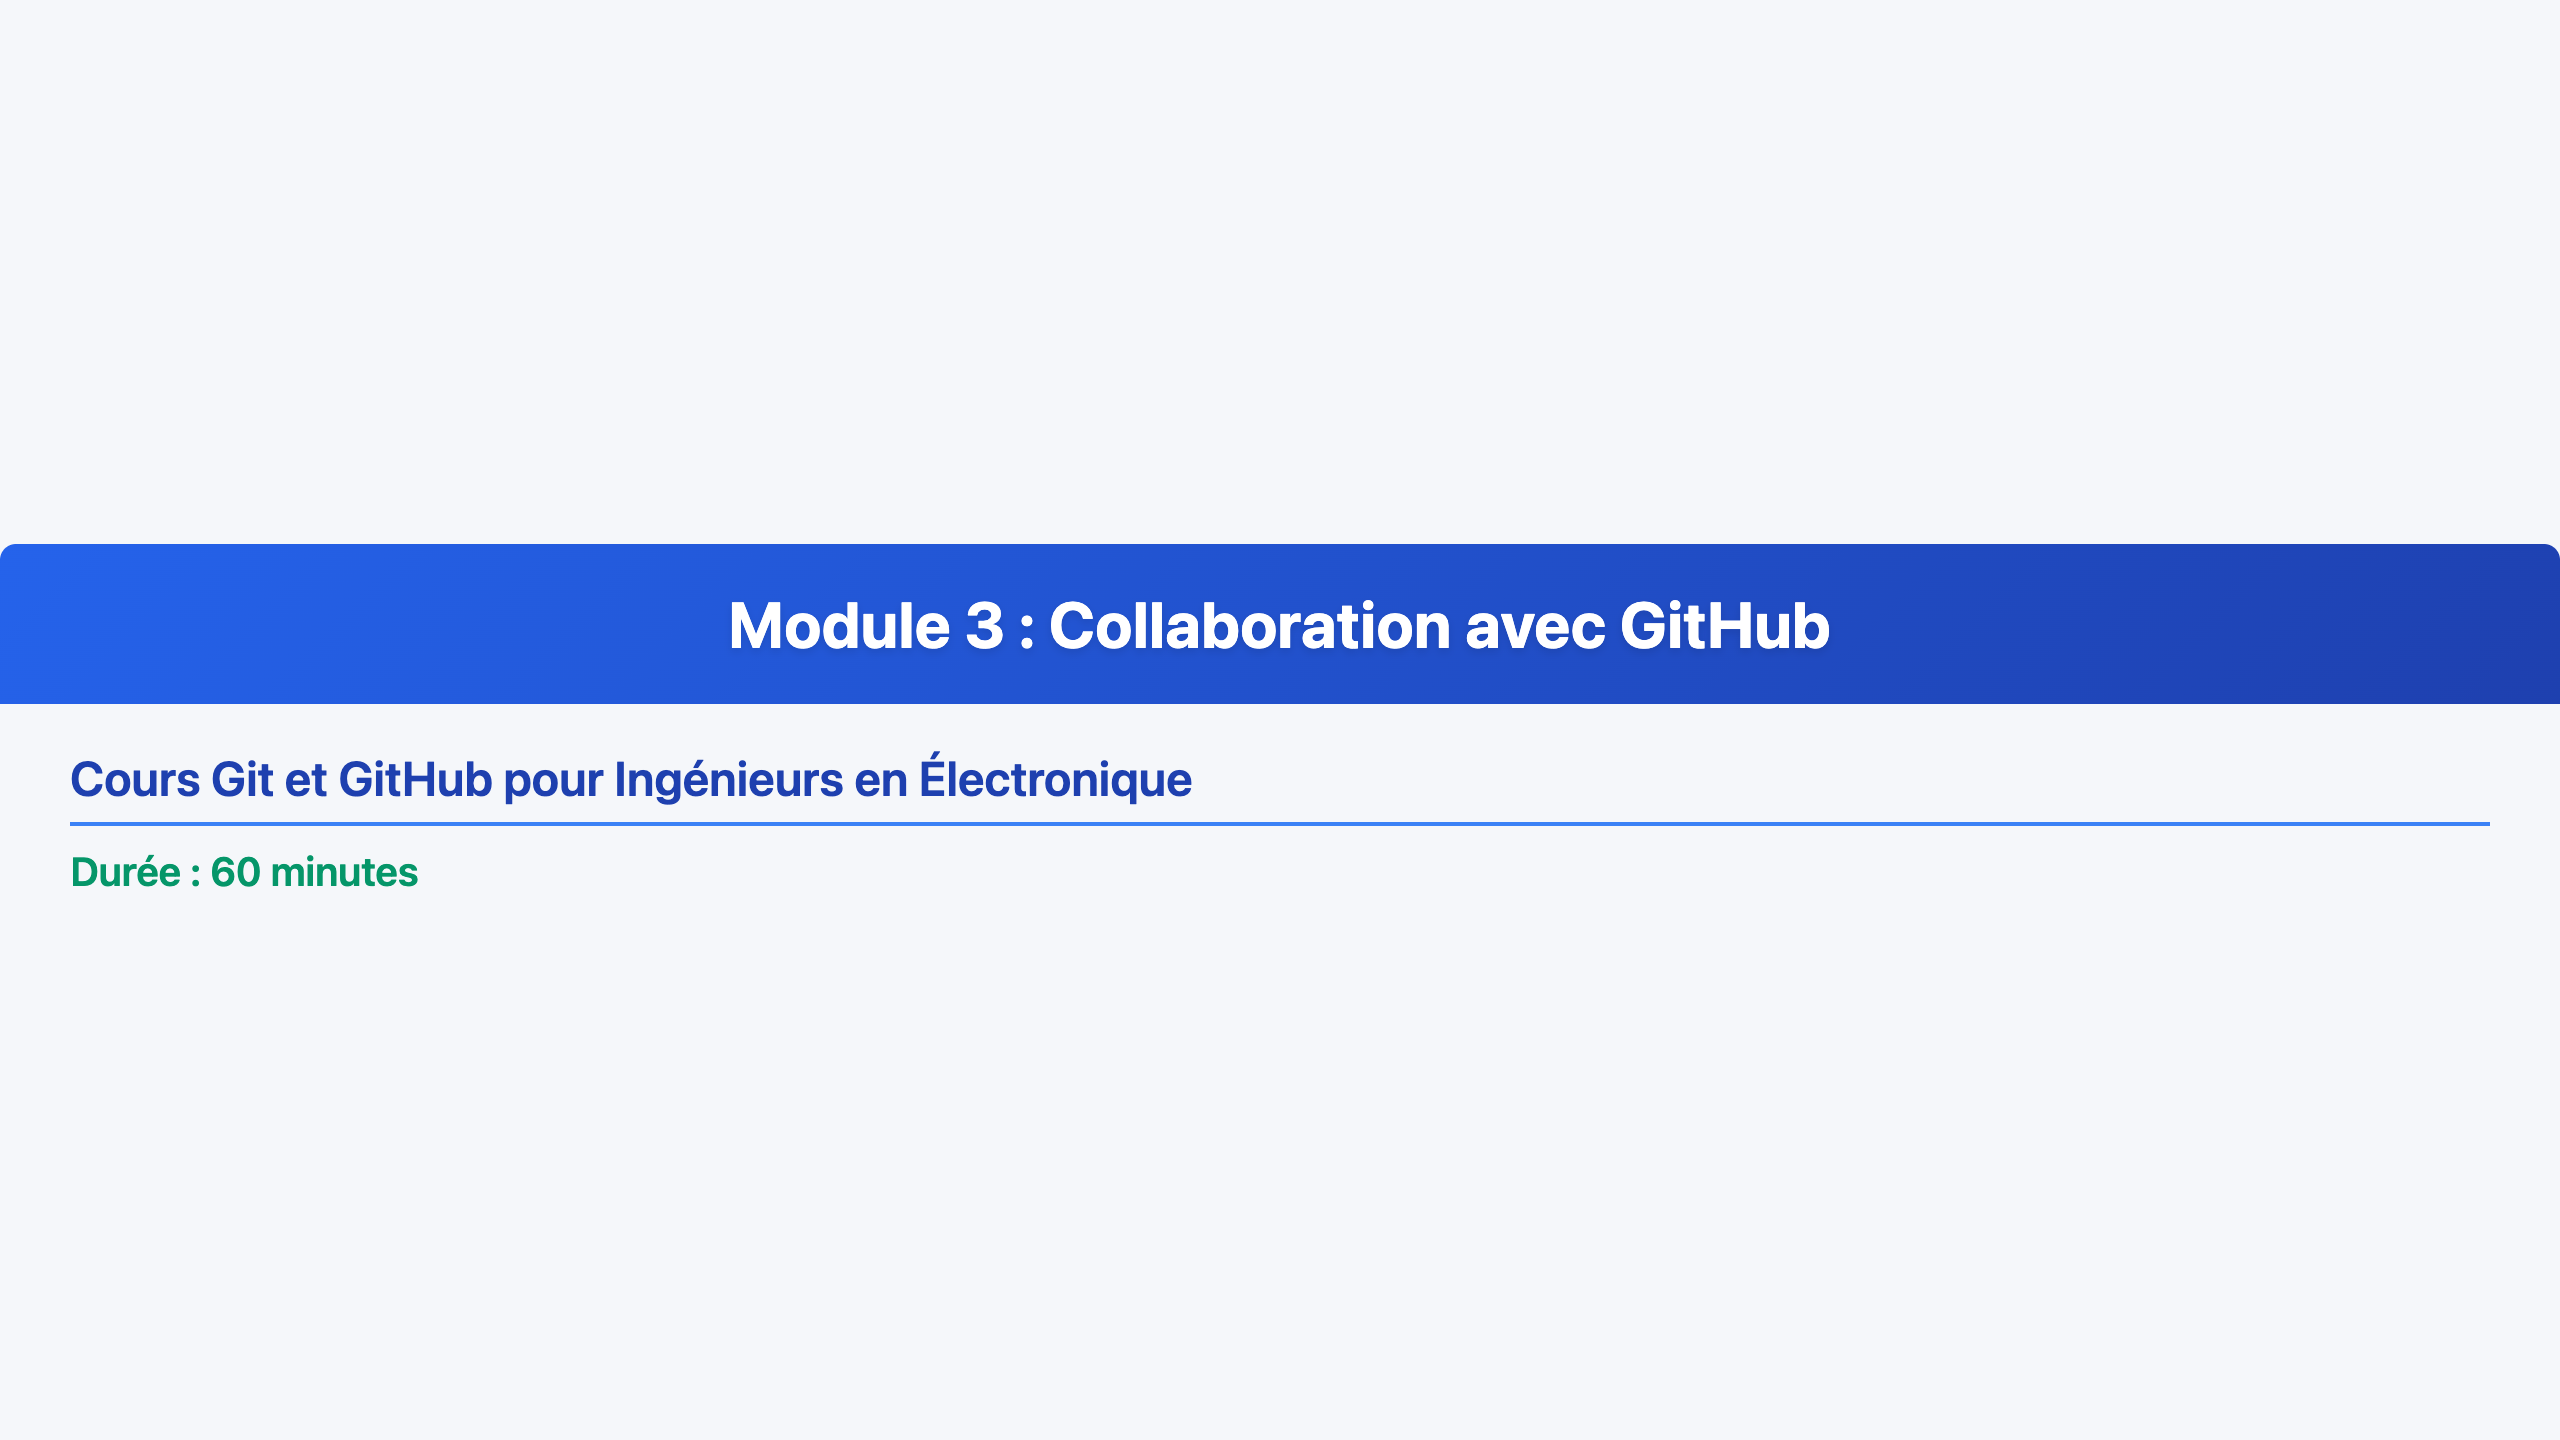 Module 3 : Collaboration avec GitHub
Cours Git et GitHub pour Ingénieurs en Électronique
Durée : 60 minutes